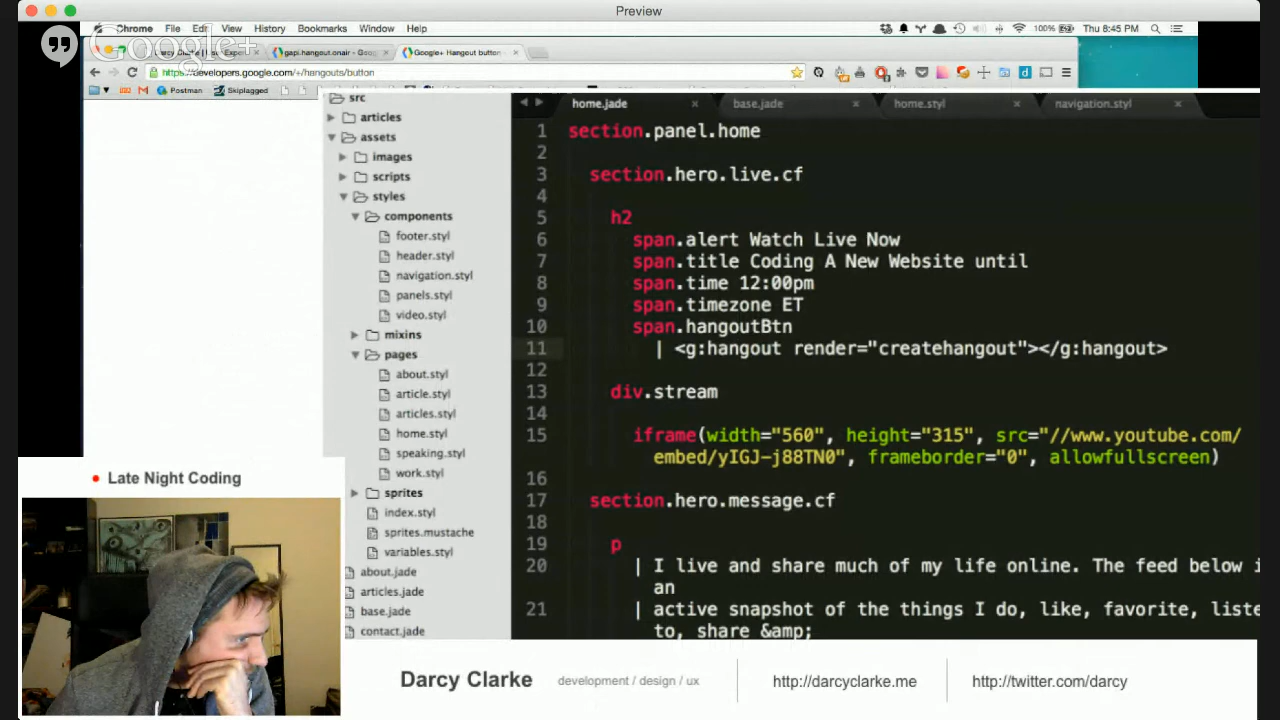 Preview
Chrome File Edit View History Bookmarks Window Help
100% Thu 8:45 PM
Google+
Darcy Clarke | gapi.hangout.onair - Goog Google+ Hangout button
https://developers.google.com/+/hangouts/button
Postman Skiplagged
src
articles
assets
images
scripts
styles
components
footer.styl
header.styl
navigation.styl
panels.styl
video.styl
mixins
pages
about.styl
article.styl
articles.styl
home.styl
speaking.styl
work.styl
sprites
index.styl
sprites.mustache
variables.styl
about.jade
articles.jade
base.jade
contact.jade
home.jade base.jade home.styl navigation.styl
1 section.panel.home
2
3 section.hero.live.cf
4
5 h2
6 span.alert Watch Live Now
7 span.title Coding A New Website until
8 span.time 12:00pm
9 span.timezone ET
10 span.hangoutBtn
11 | <g:hangout render="createhangout"></g:hangout>
12
13 div.stream
14
15 iframe(width="560", height="315", src="//www.youtube.com/
embed/yIGJ-j88TN0", frameborder="0", allowfullscreen)
16
17 section.hero.message.cf
18
19 p
20 | I live and share much of my life online. The feed below i
an
21 | active snapshot of the things I do, like, favorite, liste
to, share &amp;
Late Night Coding
Darcy Clarke development / design / ux http://darcyclarke.me http://twitter.com/darcy